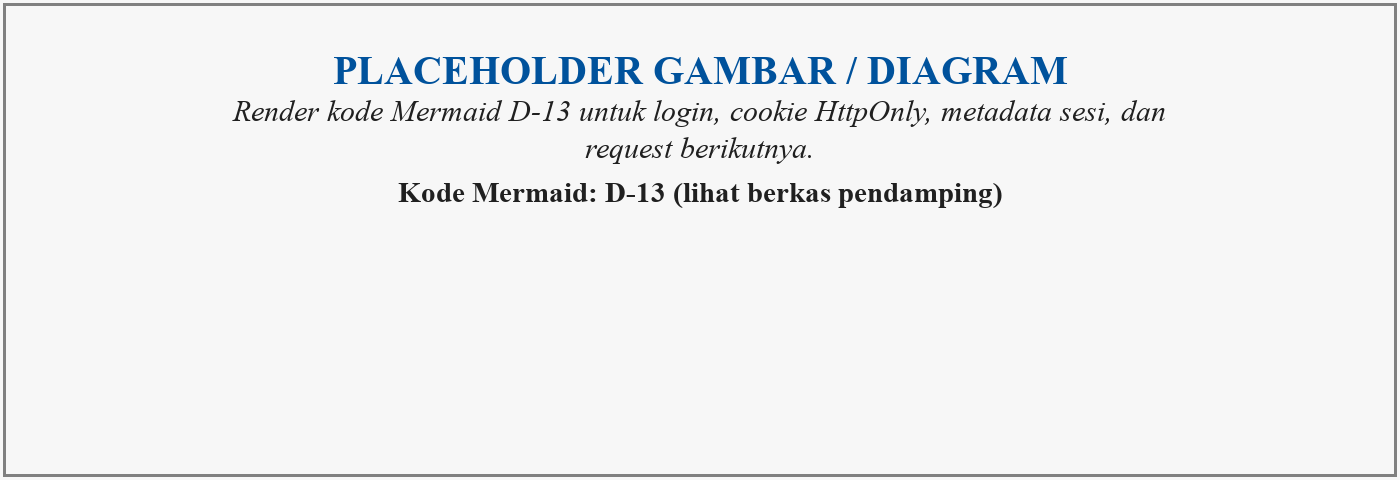 PLACEHOLDER GAMBAR / DIAGRAM
Render kode Mermaid D-13 untuk login, cookie HttpOnly, metadata sesi, dan
request berikutnya.
Kode Mermaid: D-13 (lihat berkas pendamping)